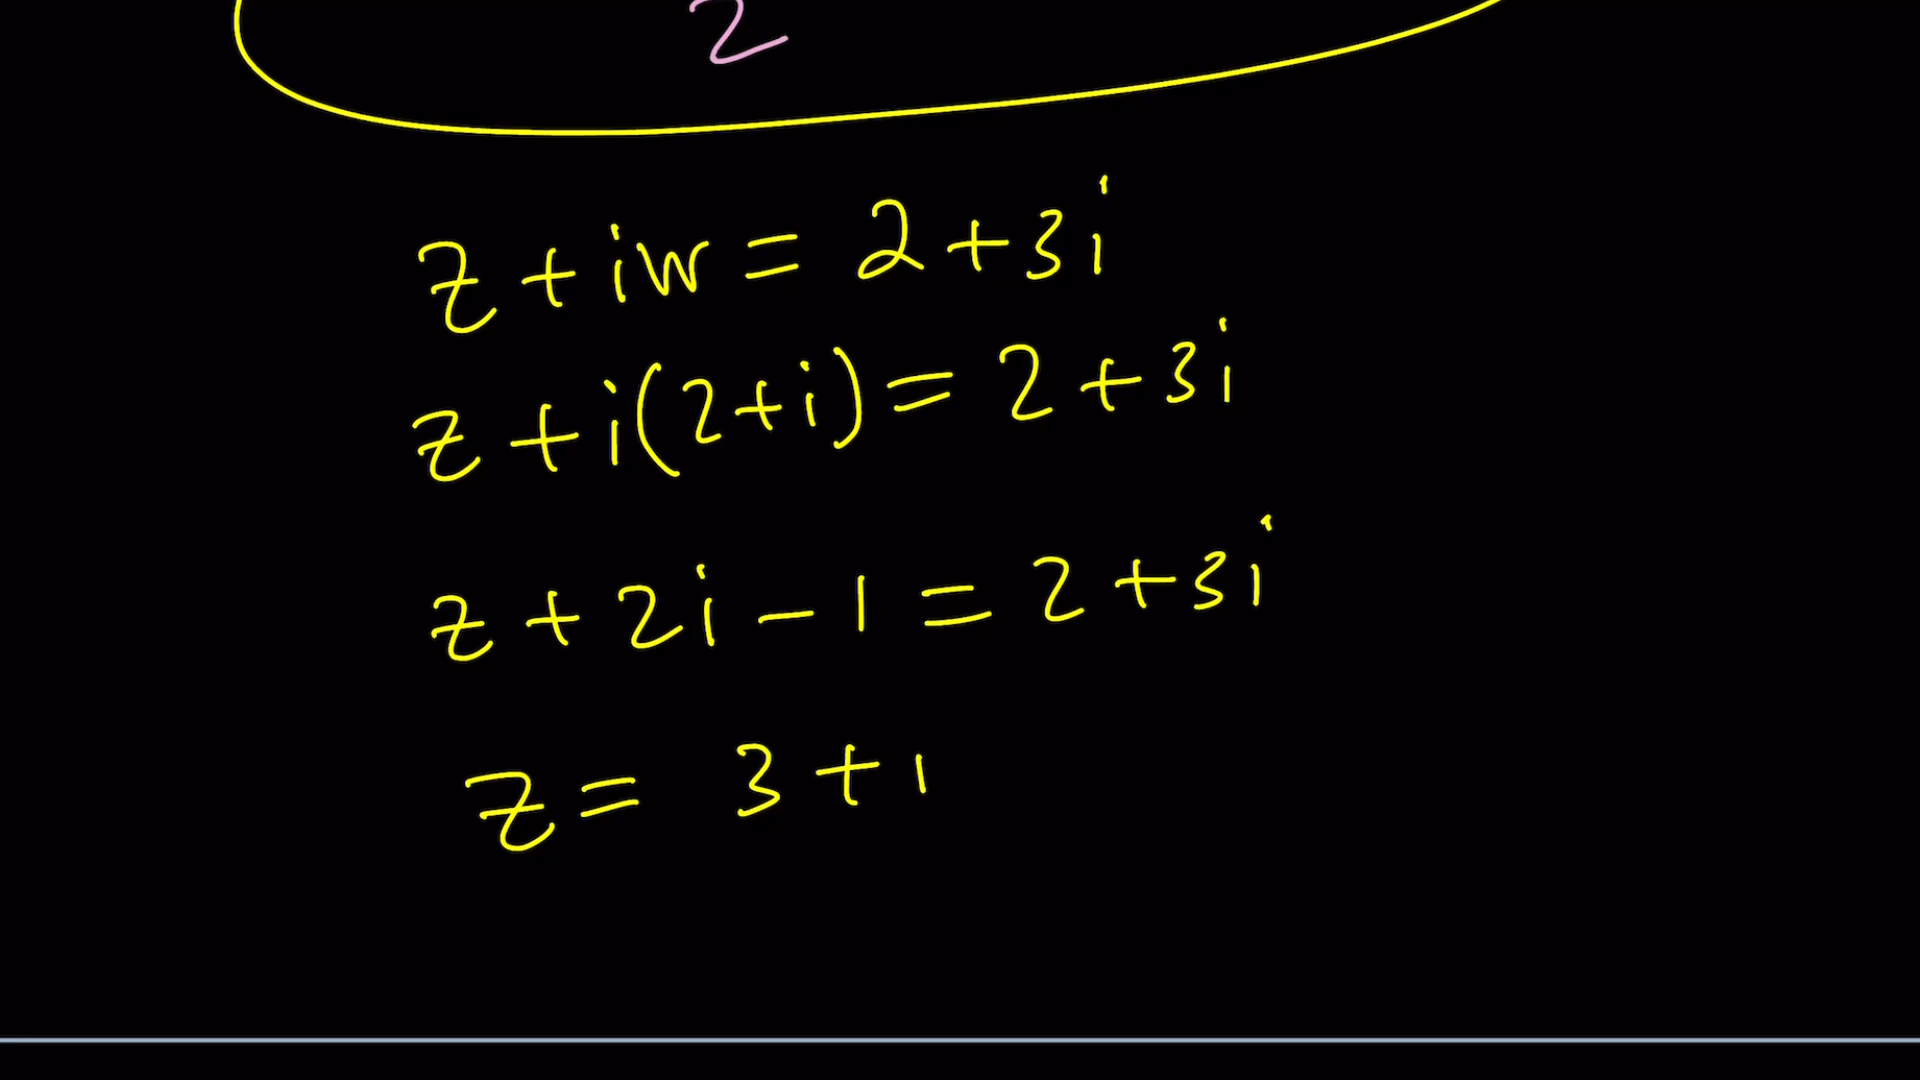 2
z + iw = 2 + 3i
z + i(2+i) = 2 + 3i
z + 2i - 1 = 2 + 3i
z = 3 + ı